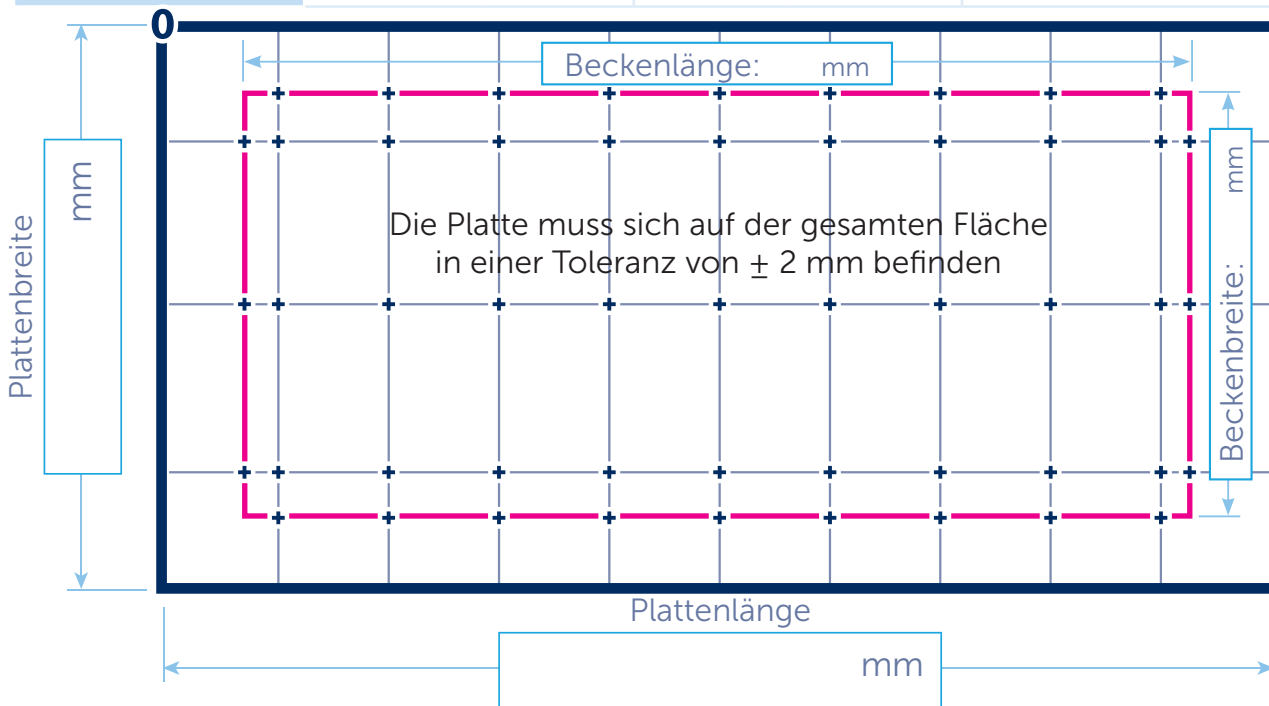 0
Beckenlänge: mm
mm
Plattenbreite
Die Platte muss sich auf der gesamten Fläche
in einer Toleranz von ± 2 mm befinden
Beckenbreite: mm
Plattenlänge
mm